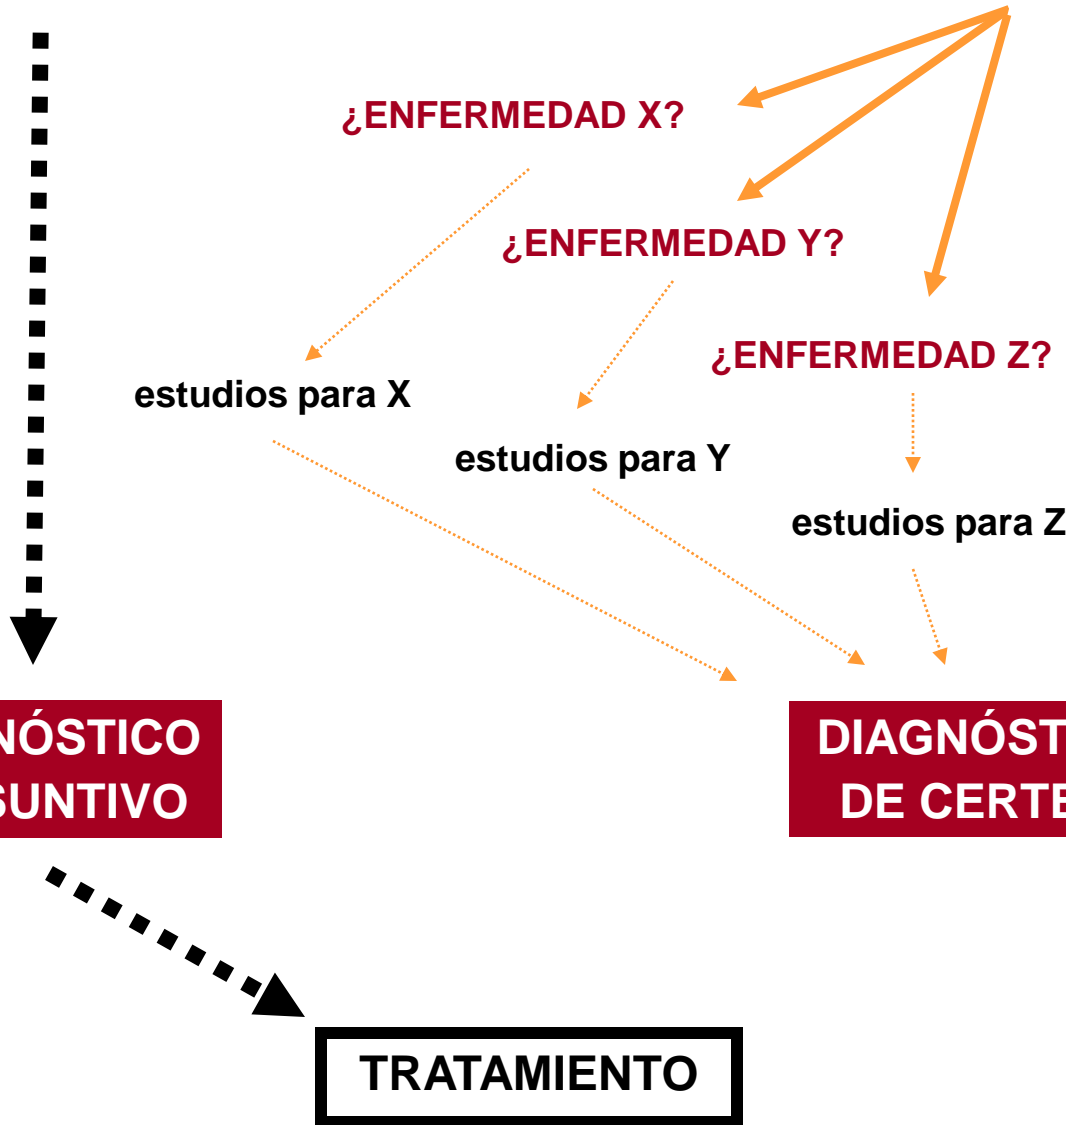 ¿ENFERMEDAD X?
¿ENFERMEDAD Y?
¿ENFERMEDAD Z?
estudios para X
estudios para Y
estudios para Z
NÓSTICO
SUNTIVO
DIAGNÓST
DE CERTE
TRATAMIENTO